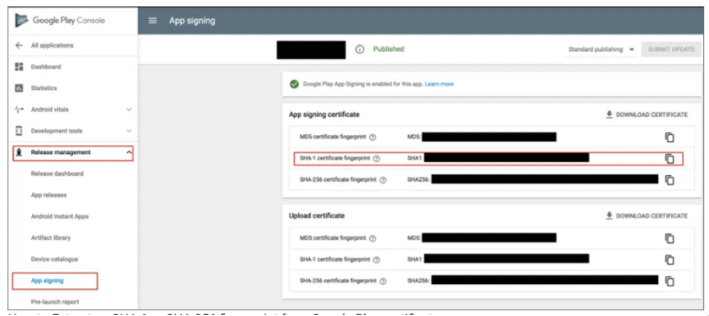 Google Play Console
App signing
All applications
Published
Standard publishing
SUBMIT UPDATE
Dashboard
Statistics
Android vitals
Development tools
Release management
Release dashboard
App releases
Android Instant Apps
Artifact library
Device catalogue
App signing
Pre-launch report
Google Play App Signing is enabled for this app. Learn more
App signing certificate
DOWNLOAD CERTIFICATE
MD5 certificate fingerprint
MD5:
SHA-1 certificate fingerprint
SHA1:
SHA-256 certificate fingerprint
SHA256:
Upload certificate
DOWNLOAD CERTIFICATE
MD5 certificate fingerprint
MD5:
SHA-1 certificate fingerprint
SHA1:
SHA-256 certificate fingerprint
SHA256: